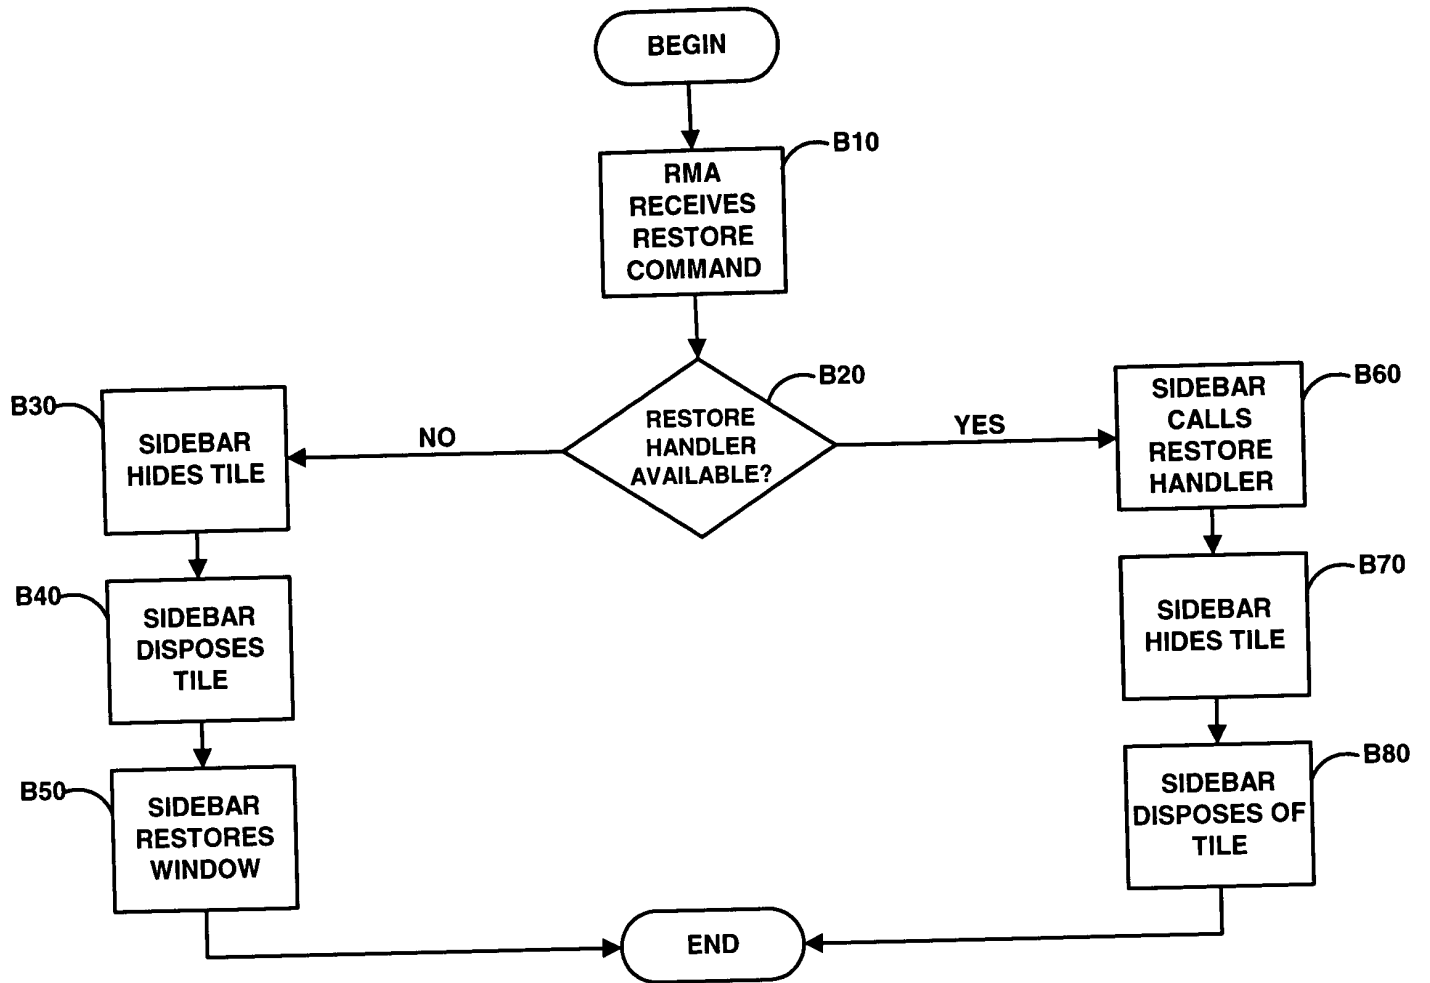 BEGIN
B10
RMA
RECEIVES
RESTORE
COMMAND
B20
RESTORE
HANDLER
AVAILABLE?
NO
YES
B30
SIDEBAR
HIDES TILE
B40
SIDEBAR
DISPOSES
TILE
B50
SIDEBAR
RESTORES
WINDOW
B60
SIDEBAR
CALLS
RESTORE
HANDLER
B70
SIDEBAR
HIDES TILE
B80
SIDEBAR
DISPOSES OF
TILE
END